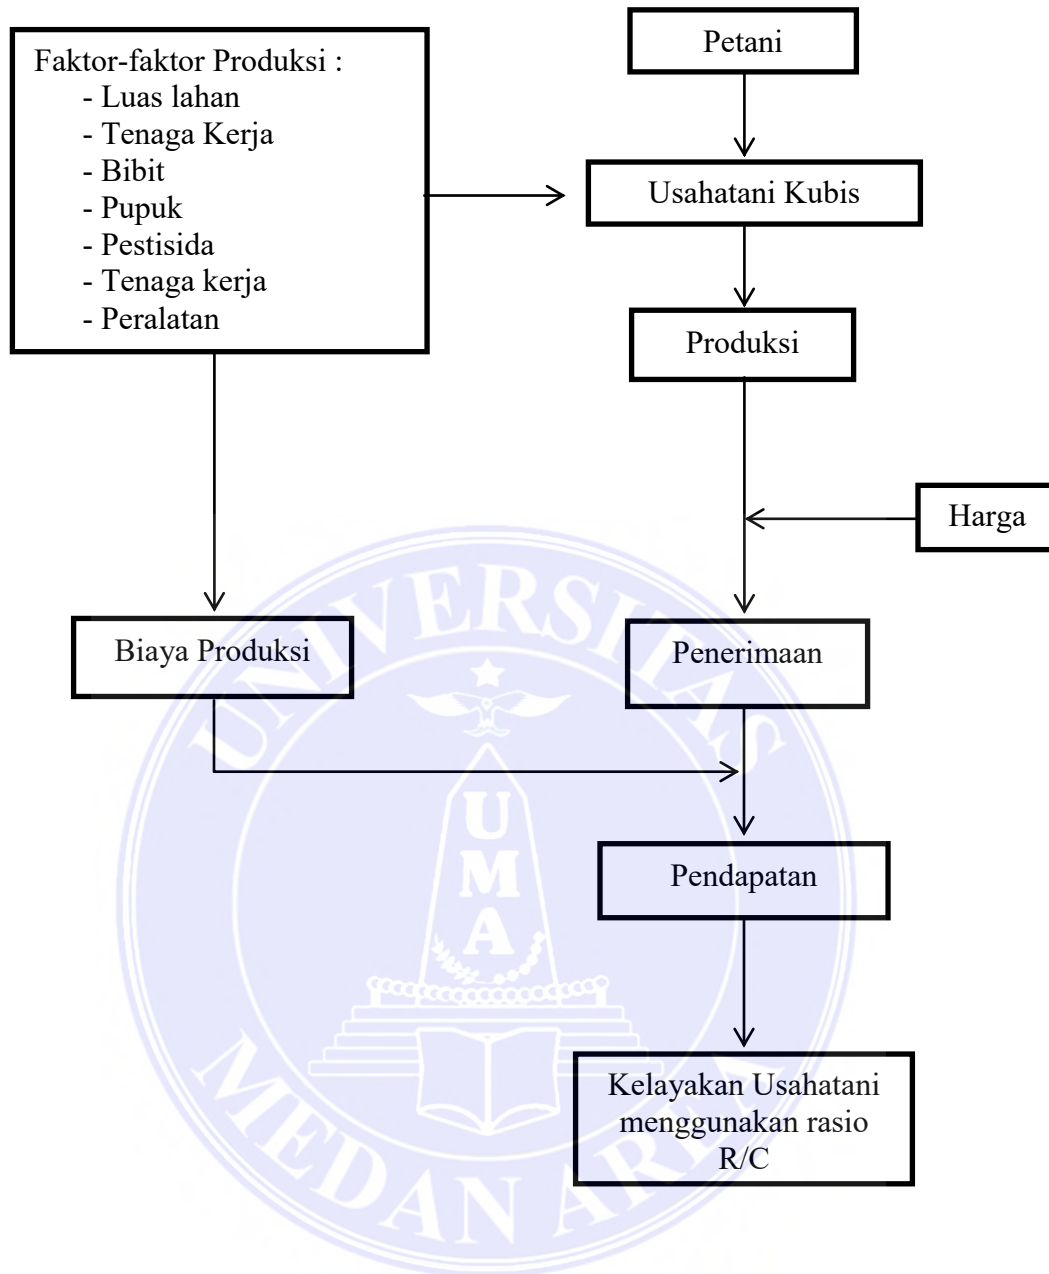 Petani
Faktor-faktor Produksi :
- Luas lahan
- Tenaga Kerja
- Bibit
- Pupuk
- Pestisida
- Tenaga kerja
- Peralatan
Usahatani Kubis
Produksi
Harga
Biaya Produksi
Penerimaan
Pendapatan
Kelayakan Usahatani
menggunakan rasio
R/C
UNIVERSITAS
UMA
MEDAN AREA